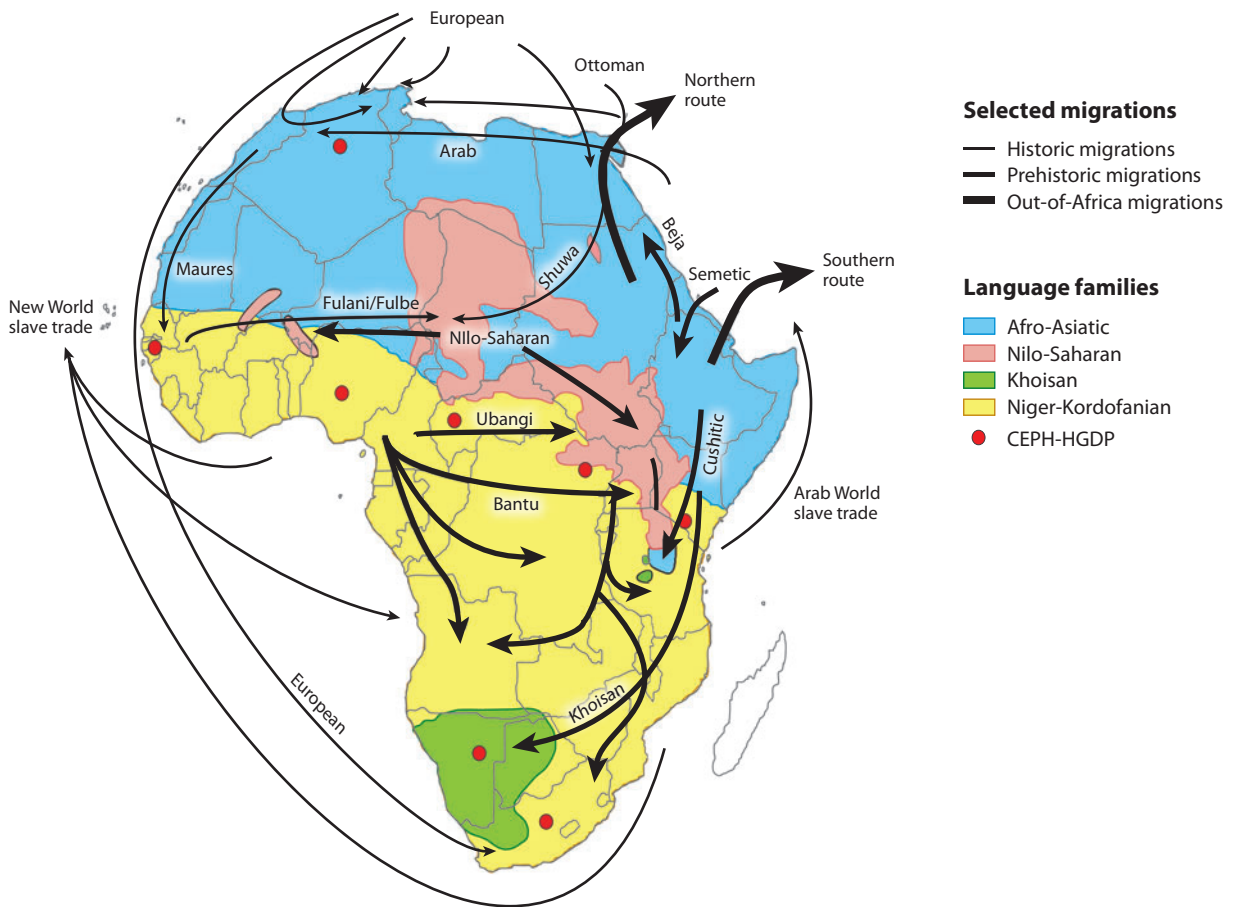 European
Ottoman
Northern
route
Arab
Beja
Shuwa
Semetic
Southern
route
Maures
Fulani/Fulbe
New World
slave trade
NIlo-Saharan
Ubangi
Cushitic
Bantu
Arab World
slave trade
European
Khoisan
Selected migrations
Historic migrations
Prehistoric migrations
Out-of-Africa migrations
Language families
Afro-Asiatic
Nilo-Saharan
Khoisan
Niger-Kordofanian
CEPH-HGDP